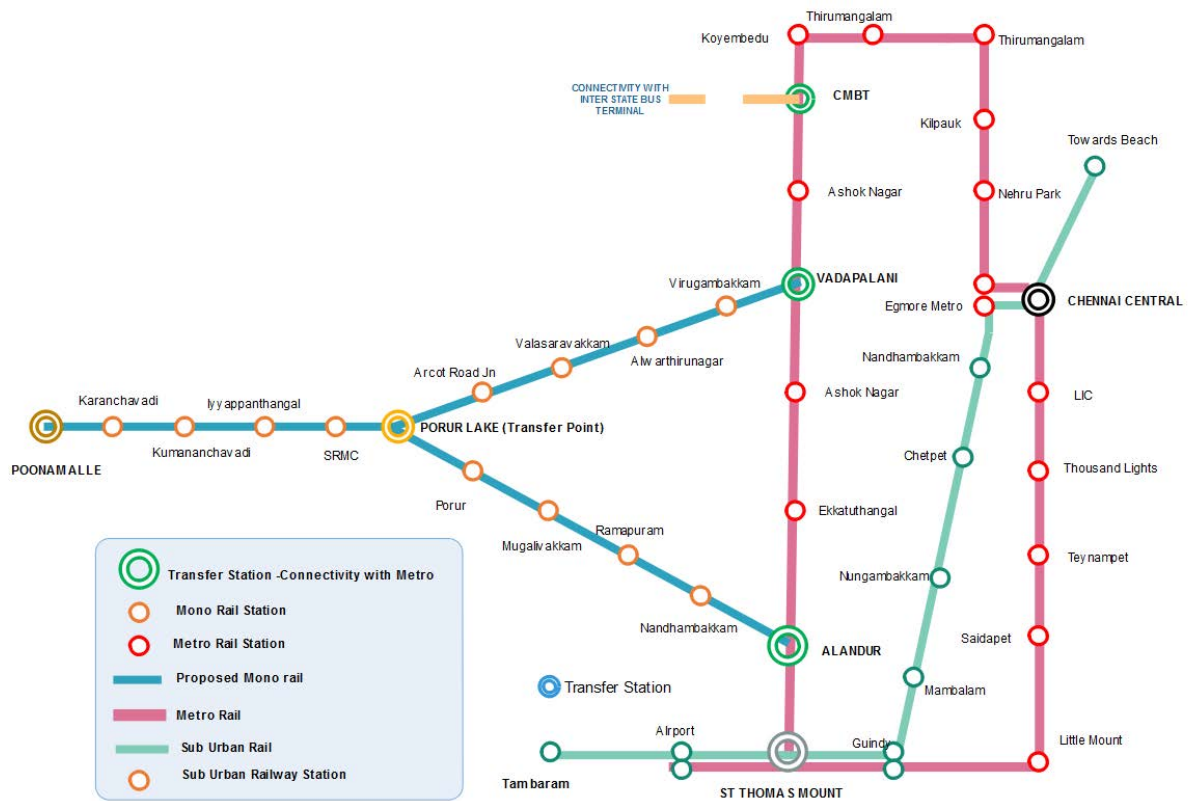 Thirumangalam
Koyembedu
Thirumangalam
CONNECTIVITY WITH
INTER STATE BUS
TERMINAL
CMBT
Kilpauk
Towards Beach
Ashok Nagar
Nehru Park
Virugambakkam
VADAPALANI
Egmore Metro
CHENNAI CENTRAL
Valasaravakkam
Alwarthirunagar
Nandhambakkam
Arcot Road Jn
Karanchavadi
Iyyappanthangal
Ashok Nagar
LIC
PORUR LAKE (Transfer Point)
Kumananchavadi
SRMC
POONAMALLE
Chetpet
Thousand Lights
Porur
Ekkatuthangal
Ramapuram
Mugalivakkam
Teynampet
Nungambakkam
Nandhambakkam
Saidapet
ALANDUR
Mambalam
Transfer Station -Connectivity with Metro
Mono Rail Station
Metro Rail Station
Proposed Mono rail
Metro Rail
Sub Urban Rail
Sub Urban Railway Station
Transfer Station
AIrport
Guindy
Little Mount
Tambaram
ST THOMAS MOUNT